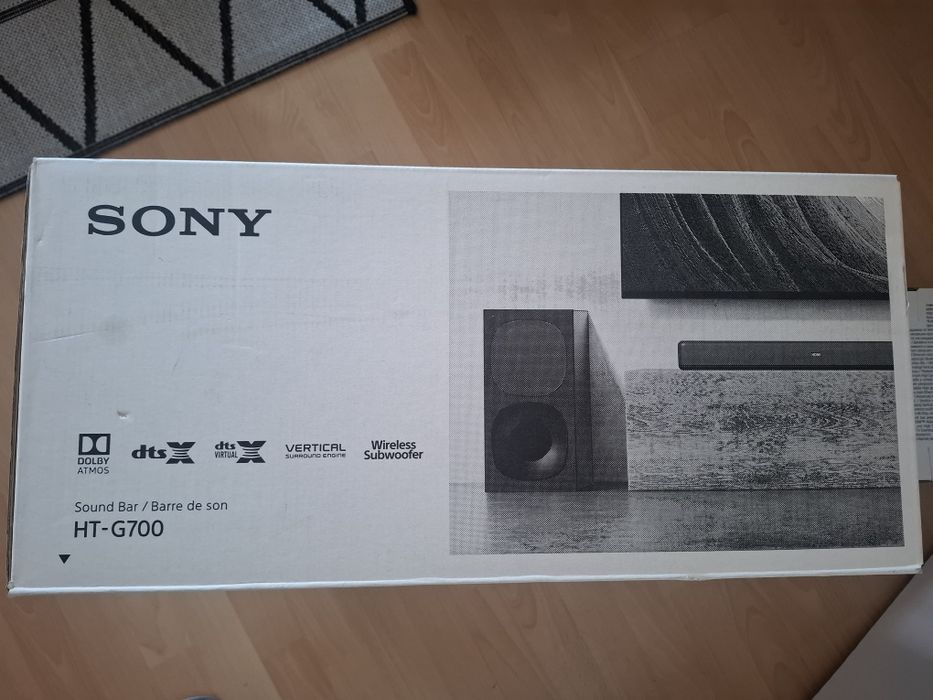 SONY
DOLBY
ATMOS
dts X
dts X
VIRTUAL
VERTICAL
SURROUND ENGINE
Wireless
Subwoofer
Sound Bar / Barre de son
HT-G700